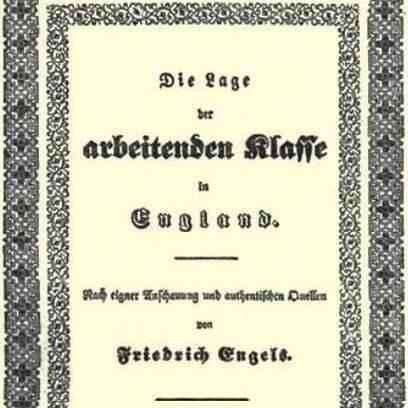 Die Lage
der
arbeitenden Klasse
in
England.
Nach eigner Anschauung und authentischen Quellen
von
Friedrich Engels.